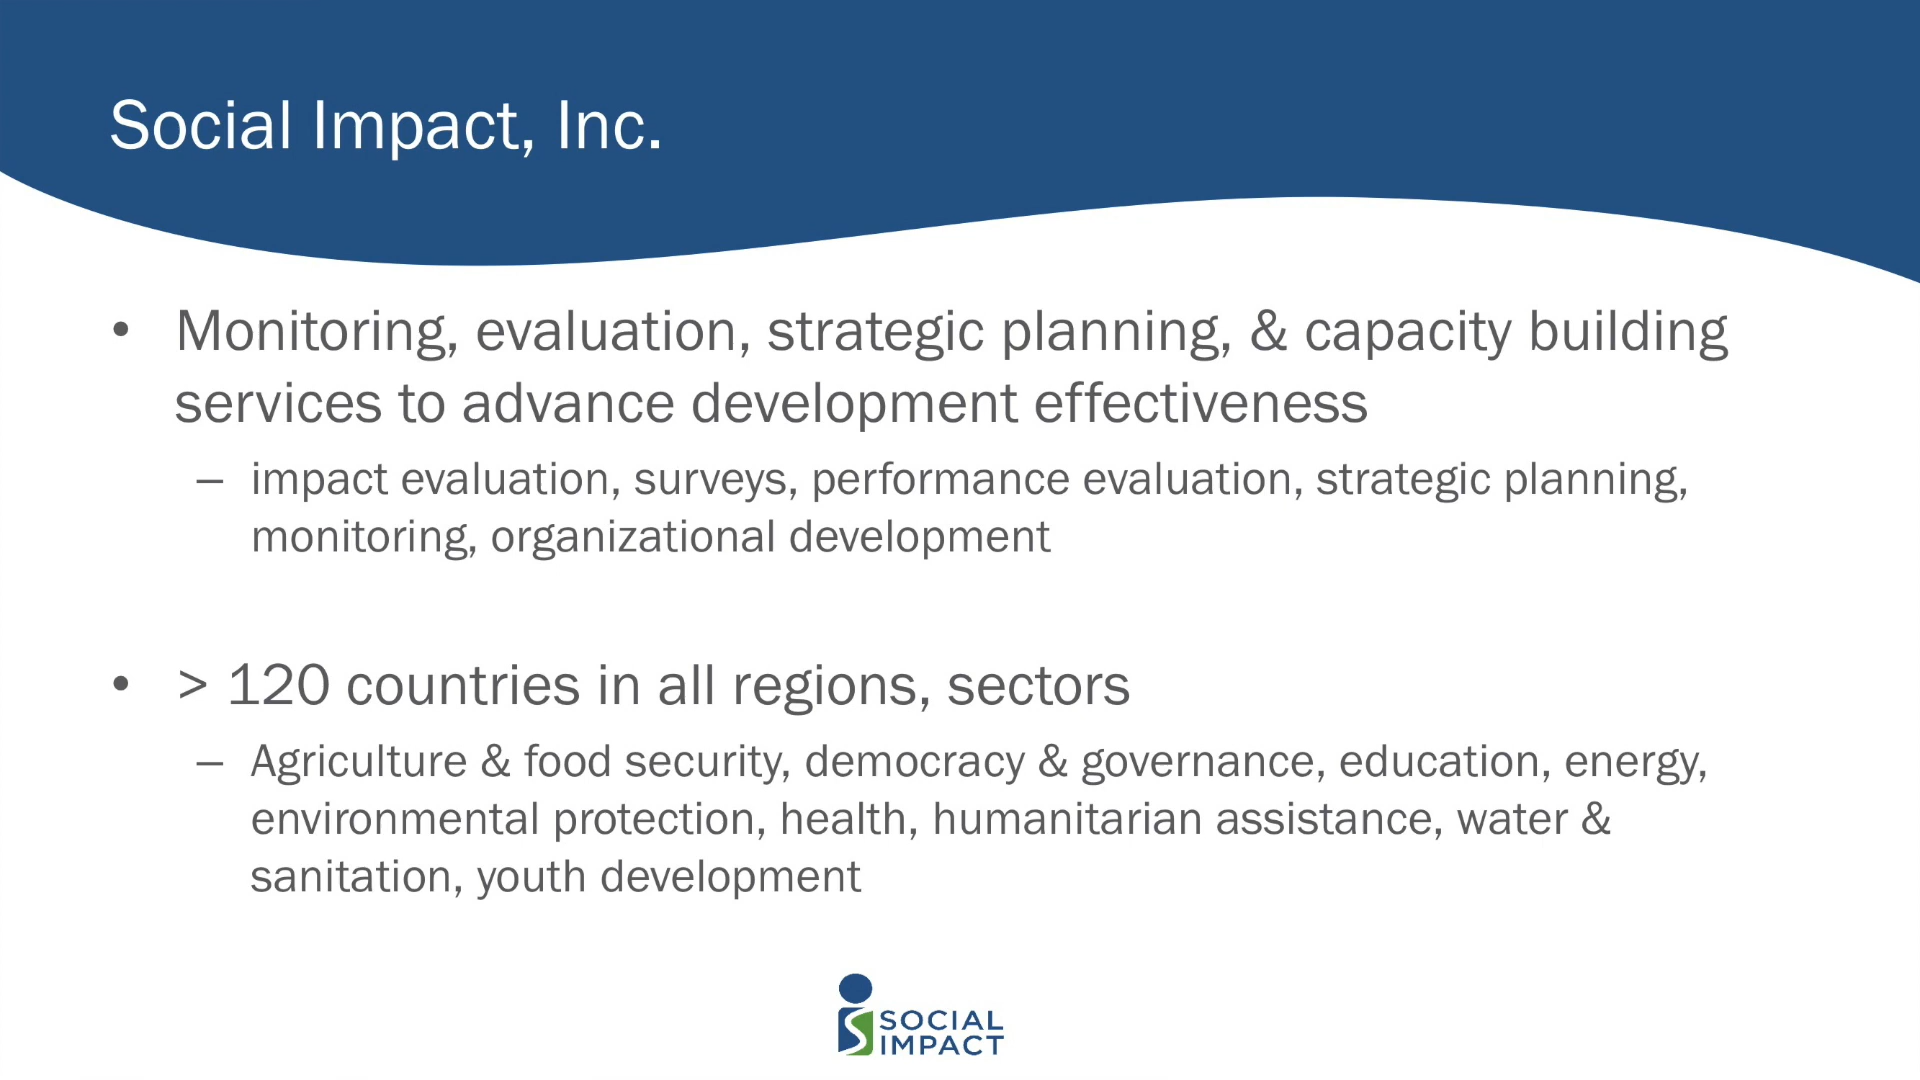 Social Impact, Inc.
• Monitoring, evaluation, strategic planning, & capacity building
services to advance development effectiveness
– impact evaluation, surveys, performance evaluation, strategic planning,
monitoring, organizational development
• > 120 countries in all regions, sectors
– Agriculture & food security, democracy & governance, education, energy,
environmental protection, health, humanitarian assistance, water &
sanitation, youth development
SOCIAL
IMPACT